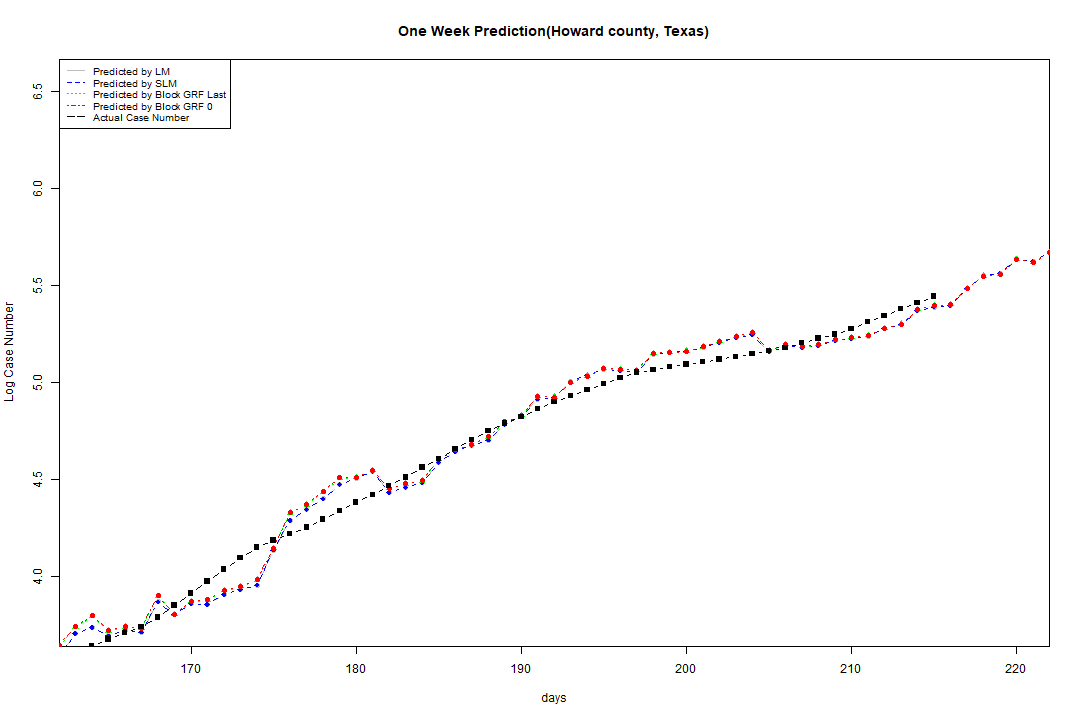 One Week Prediction(Howard county, Texas)
Predicted by LM
Predicted by SLM
Predicted by Block GRF Last
Predicted by Block GRF 0
Actual Case Number
6.5
6.0
5.5
5.0
4.5
4.0
Log Case Number
170 180 190 200 210 220
days